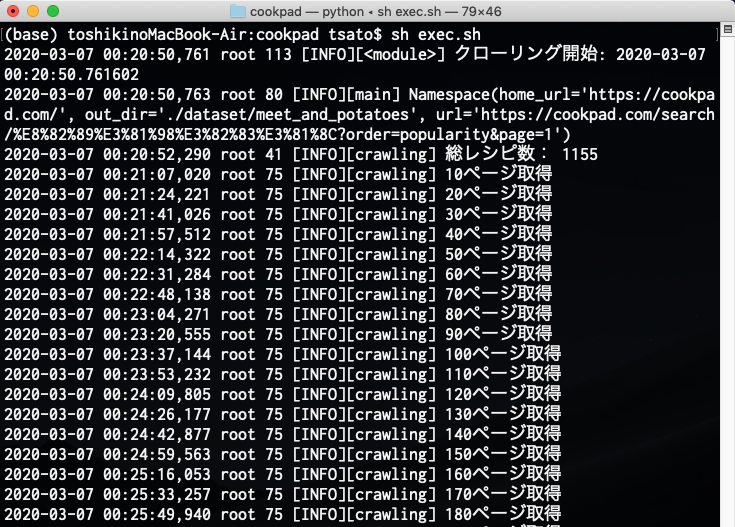 cookpad — python ◂ sh exec.sh — 79×46
(base) toshikinoMacBook-Air:cookpad tsato$ sh exec.sh
2020-03-07 00:20:50,761 root 113 [INFO][<module>] クローリング開始: 2020-03-07
00:20:50.761602
2020-03-07 00:20:50,763 root 80 [INFO][main] Namespace(home_url='https://cookpa
d.com/', out_dir='./dataset/meet_and_potatoes', url='https://cookpad.com/search
/%E8%82%89%E3%81%98%E3%82%83%E3%81%8C?order=popularity&page=1')
2020-03-07 00:20:52,290 root 41 [INFO][crawling] 総レシピ数： 1155
2020-03-07 00:21:07,020 root 75 [INFO][crawling] 10ページ取得
2020-03-07 00:21:24,221 root 75 [INFO][crawling] 20ページ取得
2020-03-07 00:21:41,026 root 75 [INFO][crawling] 30ページ取得
2020-03-07 00:21:57,512 root 75 [INFO][crawling] 40ページ取得
2020-03-07 00:22:14,322 root 75 [INFO][crawling] 50ページ取得
2020-03-07 00:22:31,284 root 75 [INFO][crawling] 60ページ取得
2020-03-07 00:22:48,138 root 75 [INFO][crawling] 70ページ取得
2020-03-07 00:23:04,271 root 75 [INFO][crawling] 80ページ取得
2020-03-07 00:23:20,555 root 75 [INFO][crawling] 90ページ取得
2020-03-07 00:23:37,144 root 75 [INFO][crawling] 100ページ取得
2020-03-07 00:23:53,232 root 75 [INFO][crawling] 110ページ取得
2020-03-07 00:24:09,805 root 75 [INFO][crawling] 120ページ取得
2020-03-07 00:24:26,177 root 75 [INFO][crawling] 130ページ取得
2020-03-07 00:24:42,877 root 75 [INFO][crawling] 140ページ取得
2020-03-07 00:24:59,563 root 75 [INFO][crawling] 150ページ取得
2020-03-07 00:25:16,053 root 75 [INFO][crawling] 160ページ取得
2020-03-07 00:25:33,257 root 75 [INFO][crawling] 170ページ取得
2020-03-07 00:25:49,940 root 75 [INFO][crawling] 180ページ取得